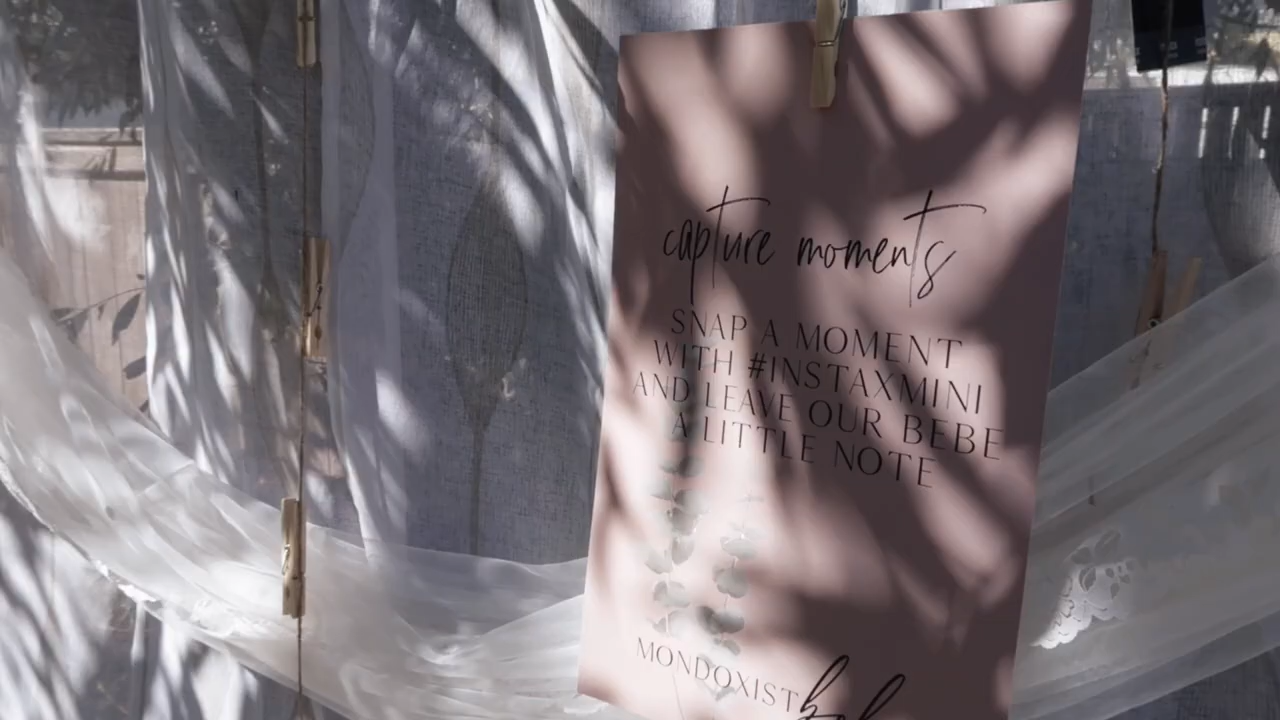 capture moments
SNAP A MOMENT
WITH #INSTAXMINI
AND LEAVE OUR BEBE
A LITTLE NOTE
MONDOXIST